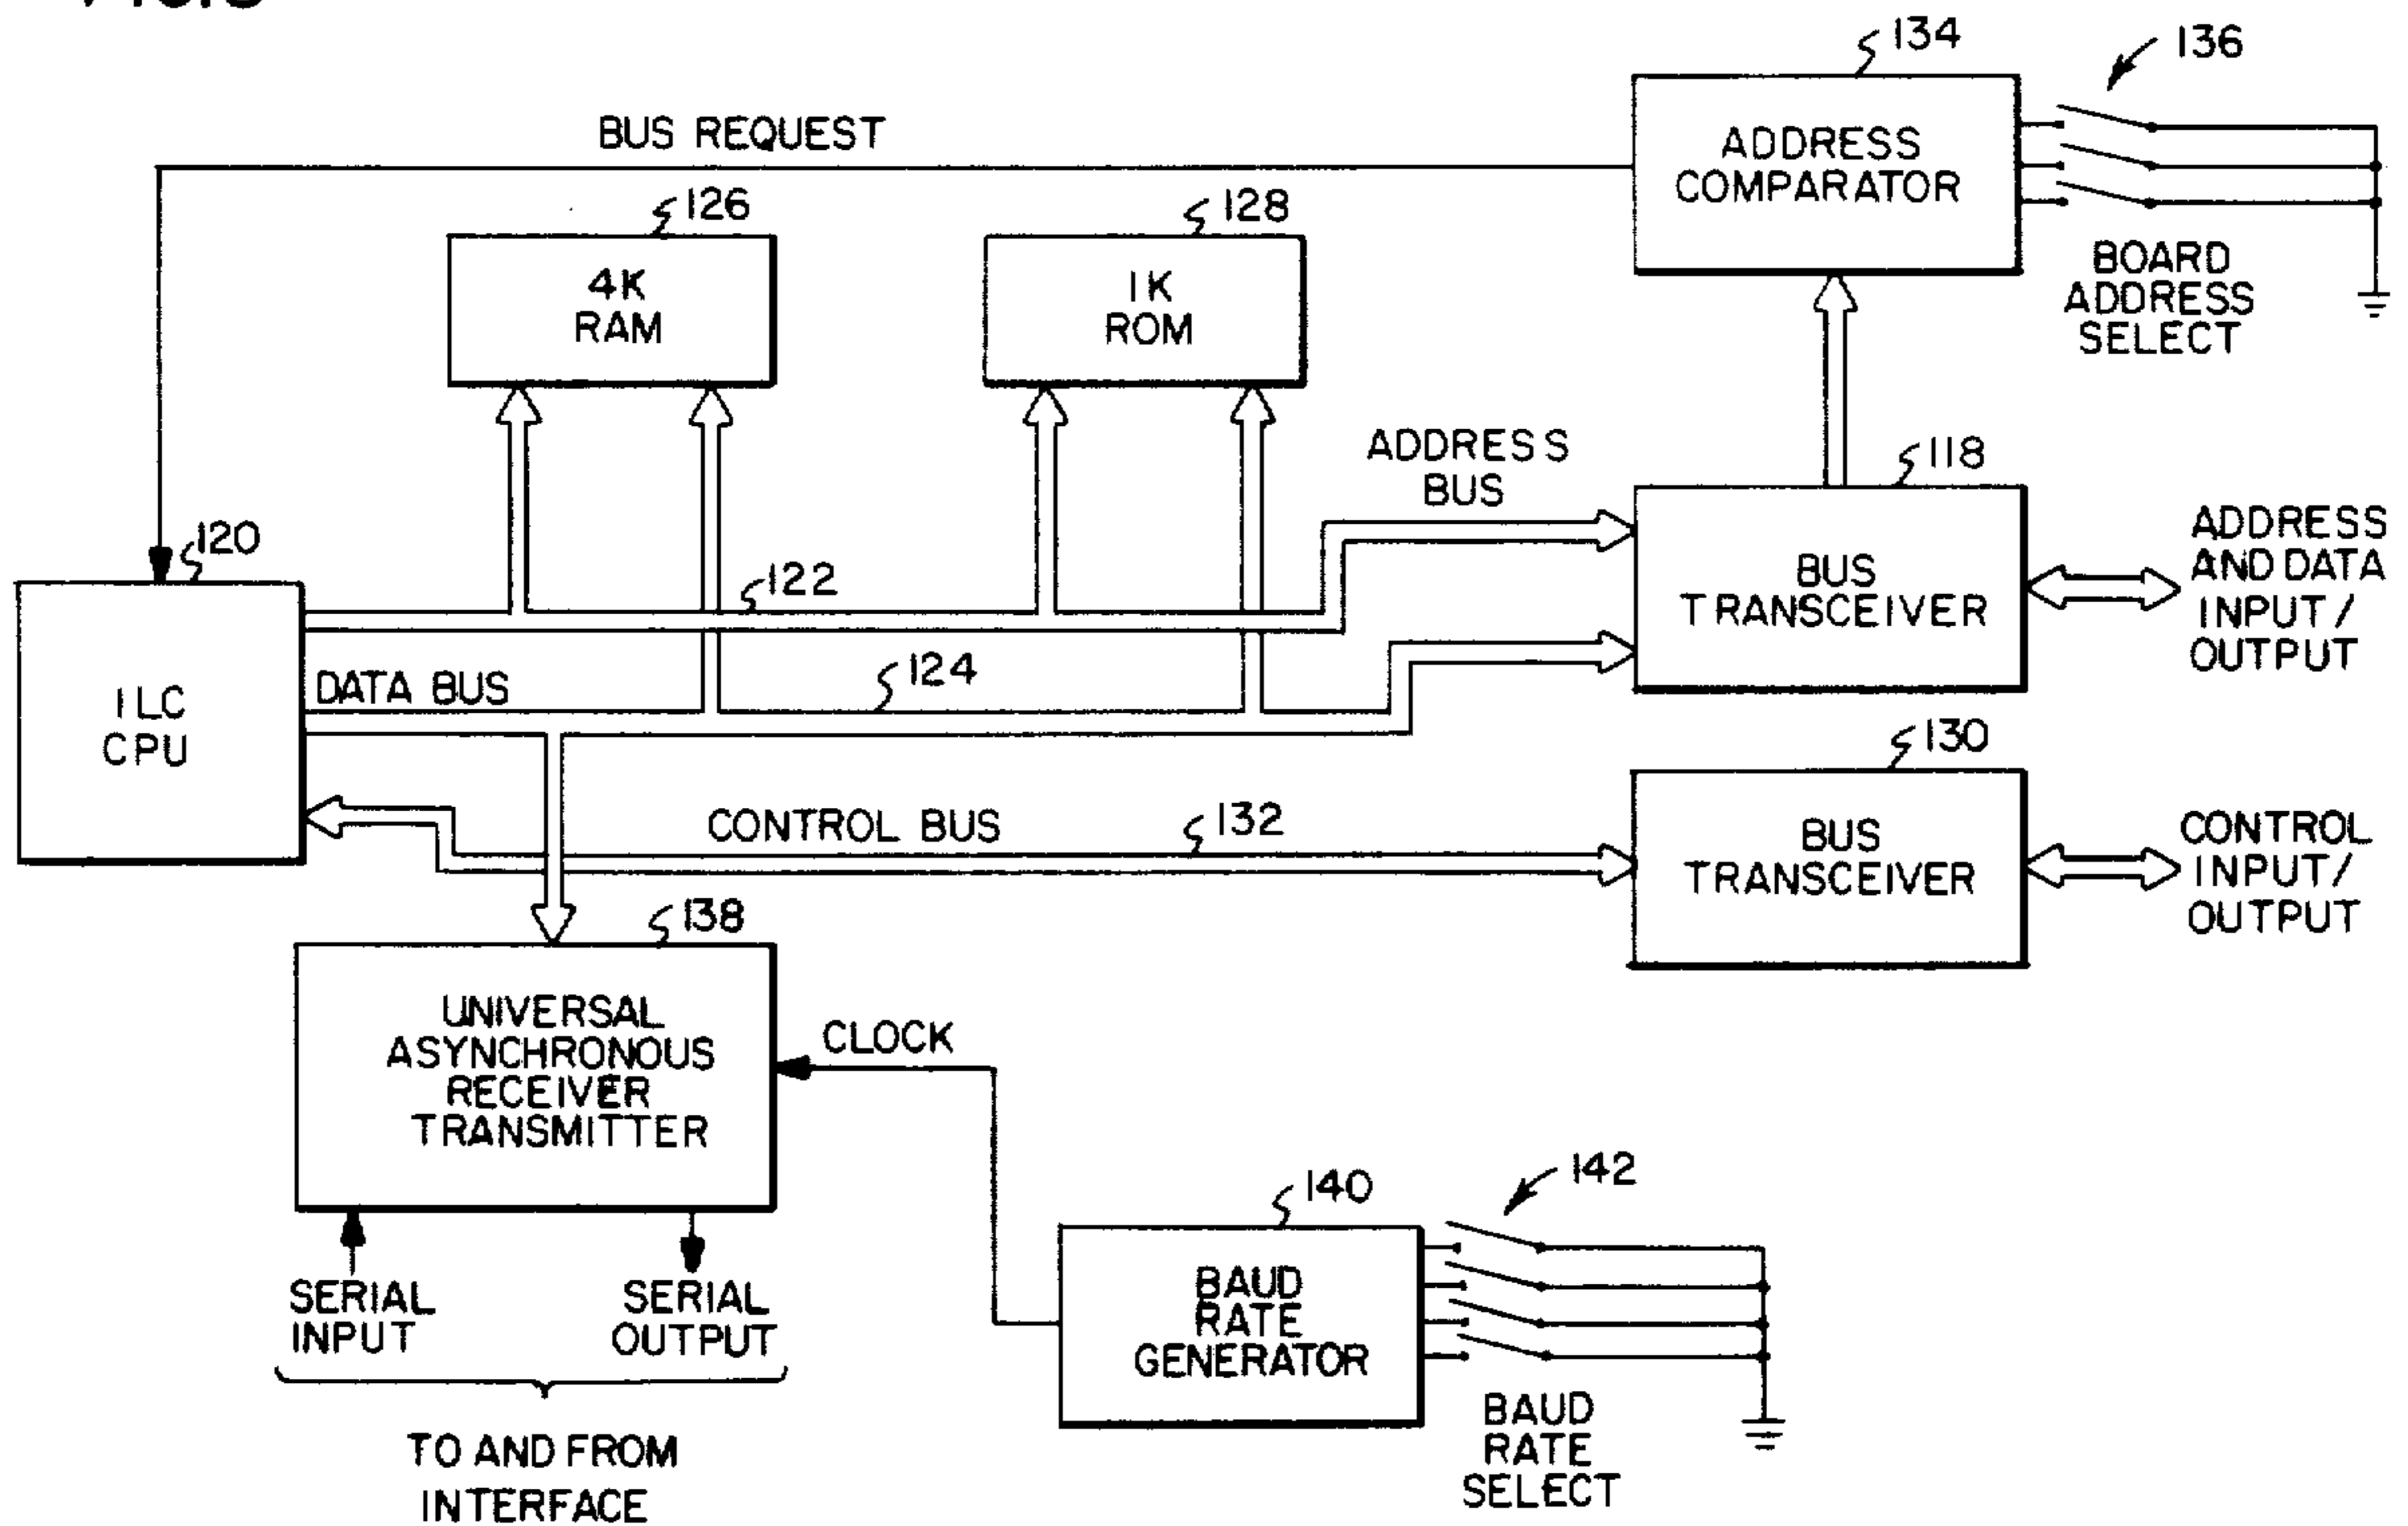 134
136
BUS REQUEST
ADDRESS
COMPARATOR
126
128
4K
RAM
1K
ROM
BOARD
ADDRESS
SELECT
ADDRESS
BUS
118
120
122
BUS
TRANSCEIVER
ADDRESS
AND DATA
INPUT/
OUTPUT
DATA BUS
124
ILC
CPU
130
CONTROL BUS
132
BUS
TRANSCEIVER
CONTROL
INPUT/
OUTPUT
138
UNIVERSAL
ASYNCHRONOUS
RECEIVER
TRANSMITTER
CLOCK
142
140
SERIAL
INPUT
SERIAL
OUTPUT
BAUD
RATE
GENERATOR
BAUD
RATE
SELECT
TO AND FROM
INTERFACE